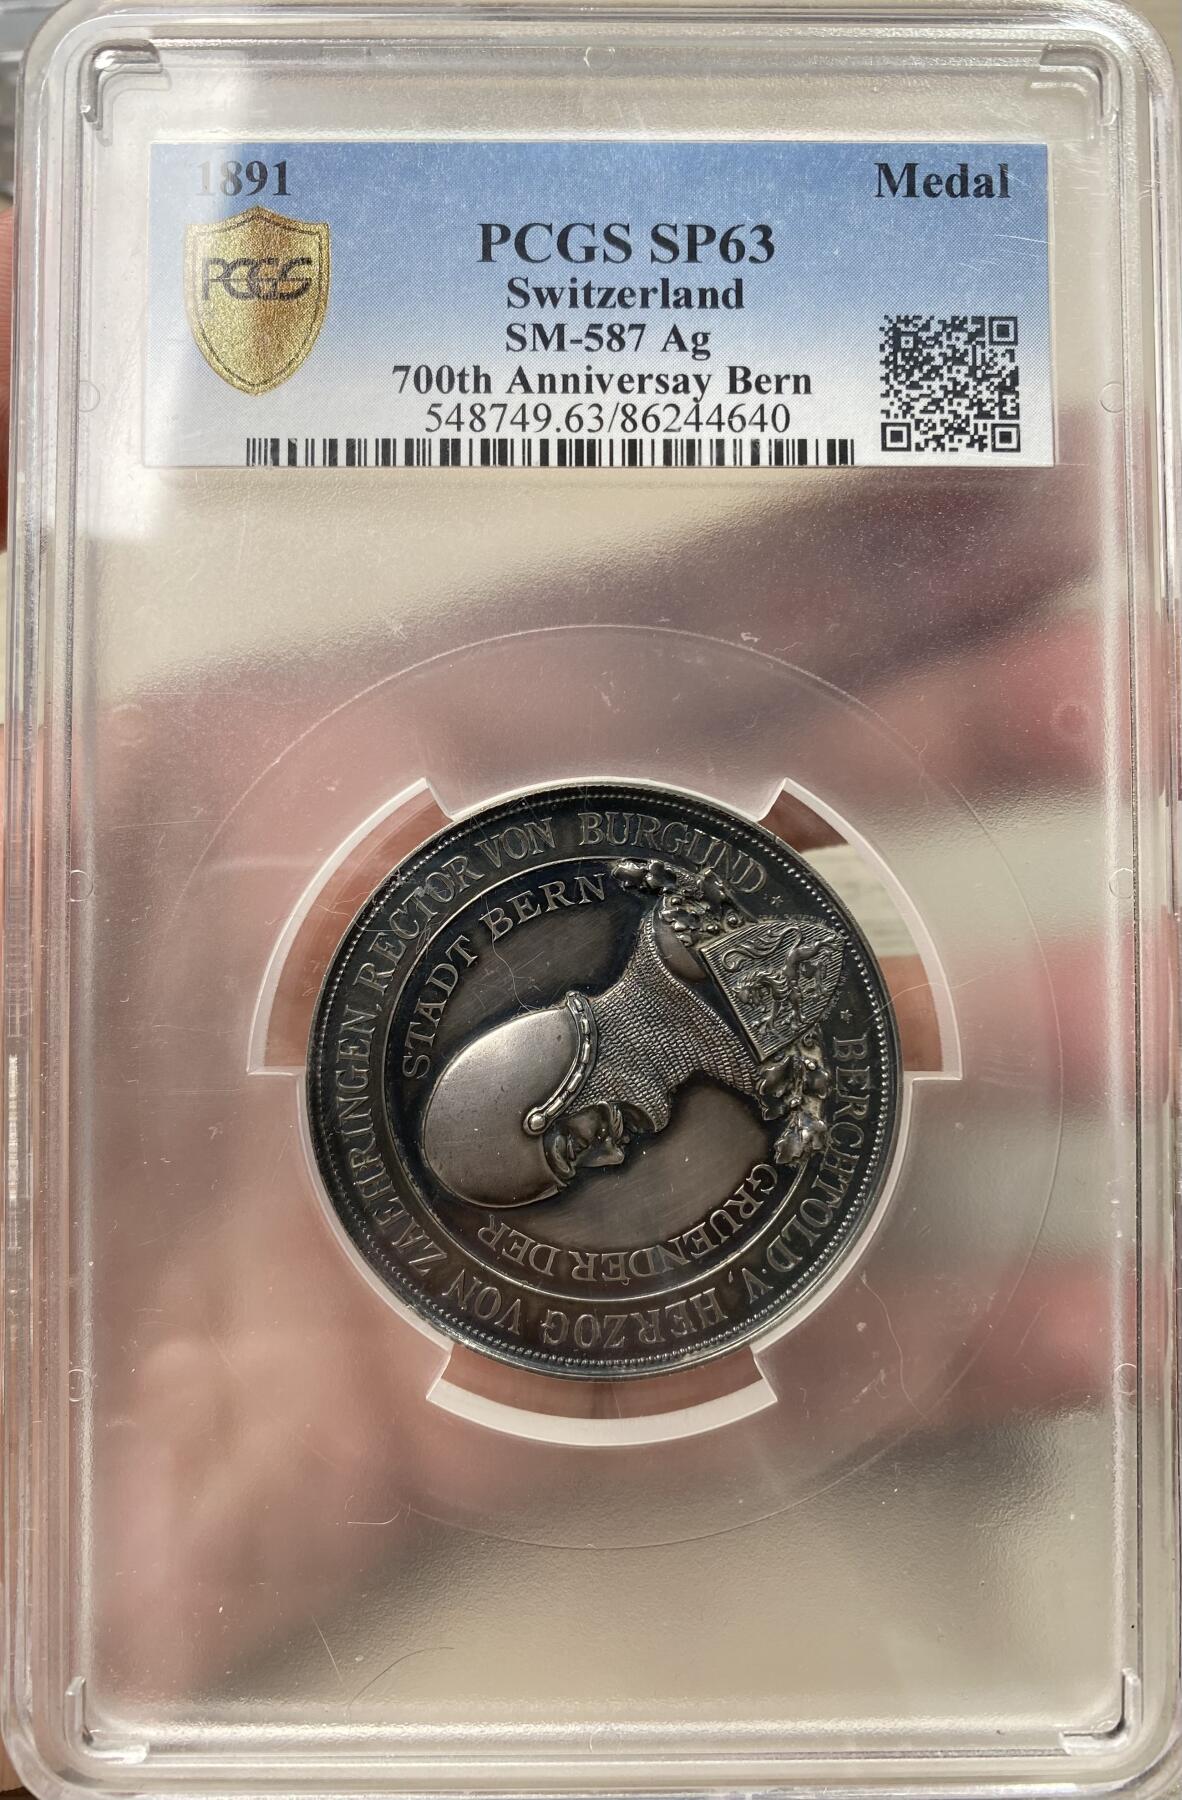 1891
Medal
PCGS
PCGS SP63
Switzerland
SM-587 Ag
700th Anniversay Bern
548749.63/86244640
BERCHTOLD.V, HERZOG VON ZAEHRINGEN, RECTOR VON BURGUND
GRUENDER DER
STADT BERN